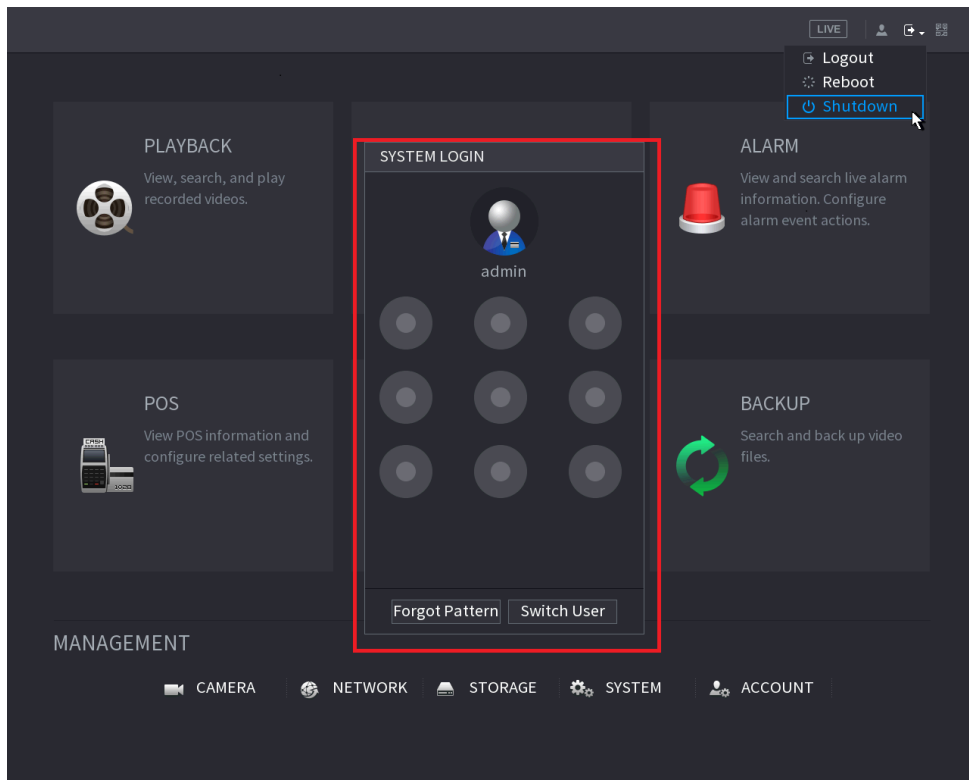 LIVE
Logout
Reboot
Shutdown
PLAYBACK
View, search, and play
recorded videos.
SYSTEM LOGIN
admin
Forgot Pattern
Switch User
ALARM
View and search live alarm
information. Configure
alarm event actions.
POS
View POS information and
configure related settings.
CASH
1028
BACKUP
Search and back up video
files.
MANAGEMENT
CAMERA
NETWORK
STORAGE
SYSTEM
ACCOUNT